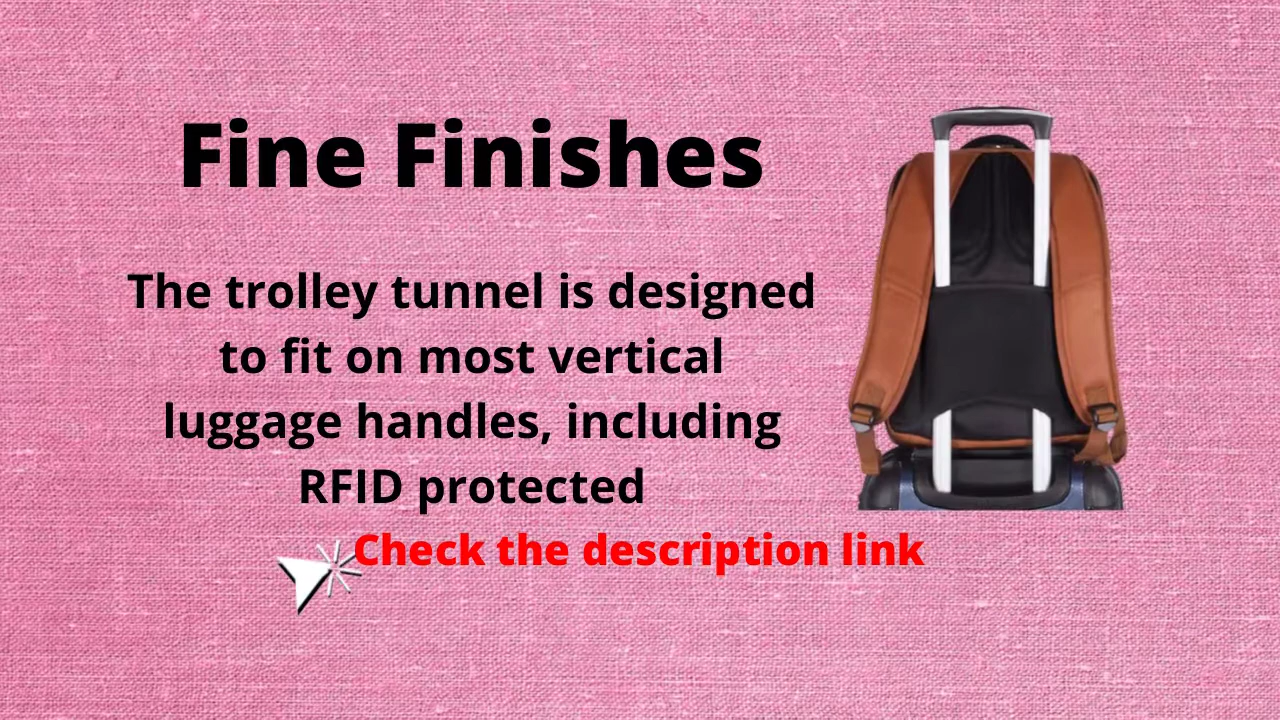 Fine Finishes
The trolley tunnel is designed
to fit on most vertical
luggage handles, including
RFID protected
Check the description link